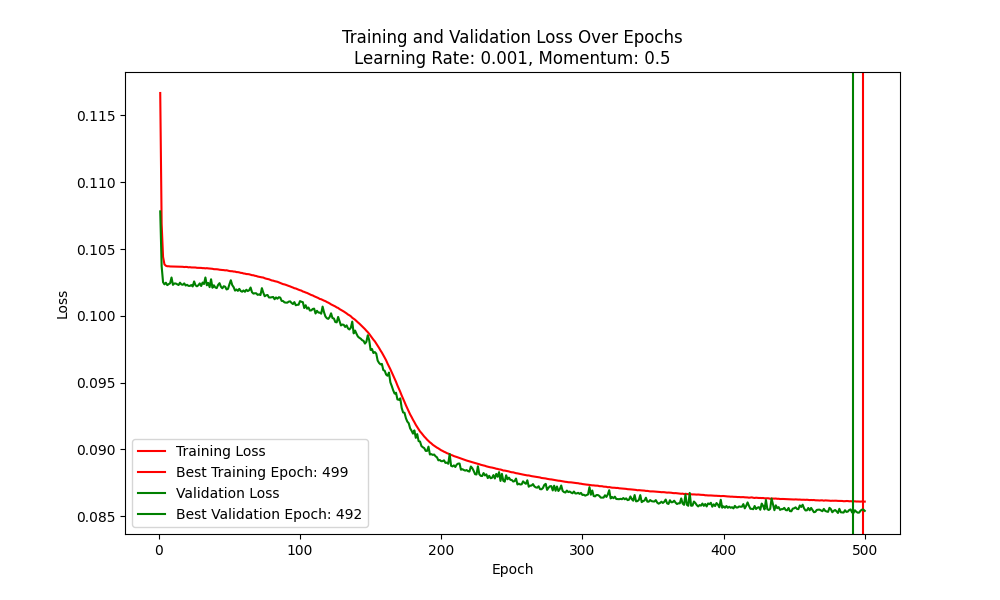 Training and Validation Loss Over Epochs
Learning Rate: 0.001, Momentum: 0.5
Loss
0.115
0.110
0.105
0.100
0.095
0.090
0.085
Training Loss
Best Training Epoch: 499
Validation Loss
Best Validation Epoch: 492
0 100 200 300 400 500
Epoch